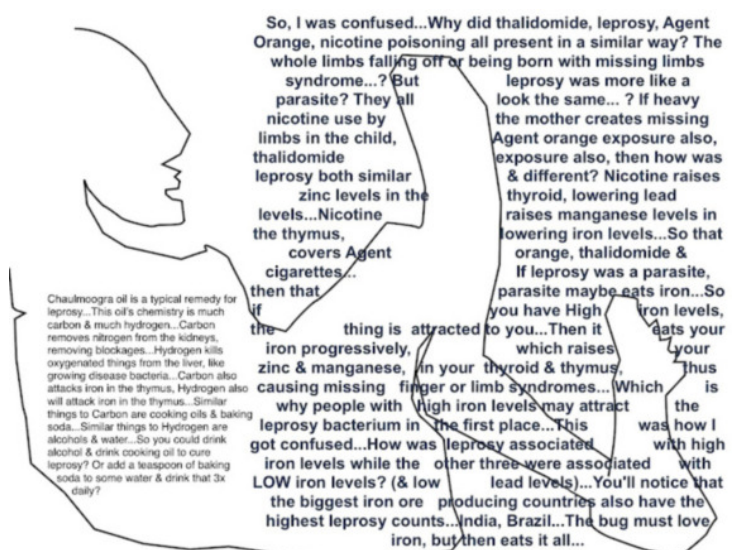 So, I was confused...Why did thalidomide, leprosy, Agent
Orange, nicotine poisoning all present in a similar way? The
whole limbs falling off or being born with missing limbs
syndrome...? But leprosy was more like a
parasite? They all look the same... ? If heavy
nicotine use by the mother creates missing
limbs in the child, Agent orange exposure also,
thalidomide exposure also, then how was
leprosy both similar & different? Nicotine raises
zinc levels in the thyroid, lowering lead
levels...Nicotine raises manganese levels in
the thymus, lowering iron levels...So that
covers Agent orange, thalidomide &
cigarettes... If leprosy was a parasite,
then that parasite maybe eats iron...So
if you have High iron levels,
the thing is attracted to you...Then it eats your
iron progressively, which raises your
zinc & manganese, in your thyroid & thymus, thus
causing missing finger or limb syndromes...Which is
why people with high iron levels may attract the
leprosy bacterium in the first place...This was how I
got confused...How was leprosy associated with high
iron levels while the other three were associated with
LOW iron levels? (& low lead levels)...You'll notice that
the biggest iron ore producing countries also have the
highest leprosy counts...India, Brazil...The bug must love
iron, but then eats it all...
Chaulmoogra oil is a typical remedy for
leprosy...This oil's chemistry is much
carbon & much hydrogen...Carbon
removes nitrogen from the kidneys,
removing blockages...Hydrogen kills
oxygenated things from the liver, like
growing disease bacteria...Carbon also
attacks iron in the thymus, Hydrogen also
will attack iron in the thymus...Similar
things to Carbon are cooking oils & baking
soda...Similar things to Hydrogen are
alcohols & water...So you could drink
alcohol & drink cooking oil to cure
leprosy? Or add a teaspoon of baking
soda to some water & drink that 3x
daily?